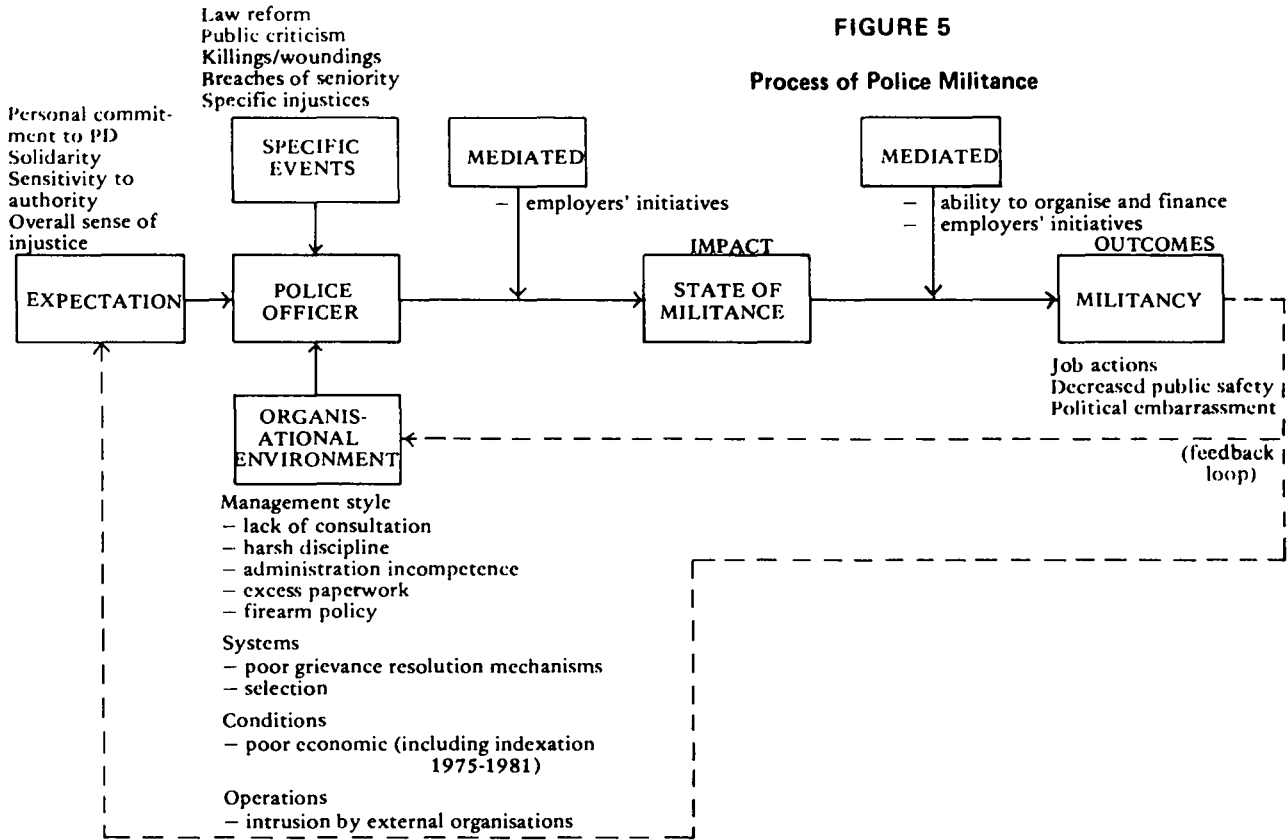 FIGURE 5
Process of Police Militance
Law reform
Public criticism
Killings/woundings
Breaches of seniority
Specific injustices
Personal commit-
ment to PD
Solidarity
Sensitivity to
authority
Overall sense of
injustice
SPECIFIC
EVENTS
MEDIATED
– employers' initiatives
MEDIATED
– ability to organise and finance
– employers' initiatives
EXPECTATION
POLICE
OFFICER
IMPACT
STATE OF
MILITANCE
OUTCOMES
MILITANCY
Job actions
Decreased public safety
Political embarrassment
(feedback
loop)
ORGANIS-
ATIONAL
ENVIRONMENT
Management style
– lack of consultation
– harsh discipline
– administration incompetence
– excess paperwork
– firearm policy
Systems
– poor grievance resolution mechanisms
– selection
Conditions
– poor economic (including indexation
1975-1981)
Operations
– intrusion by external organisations